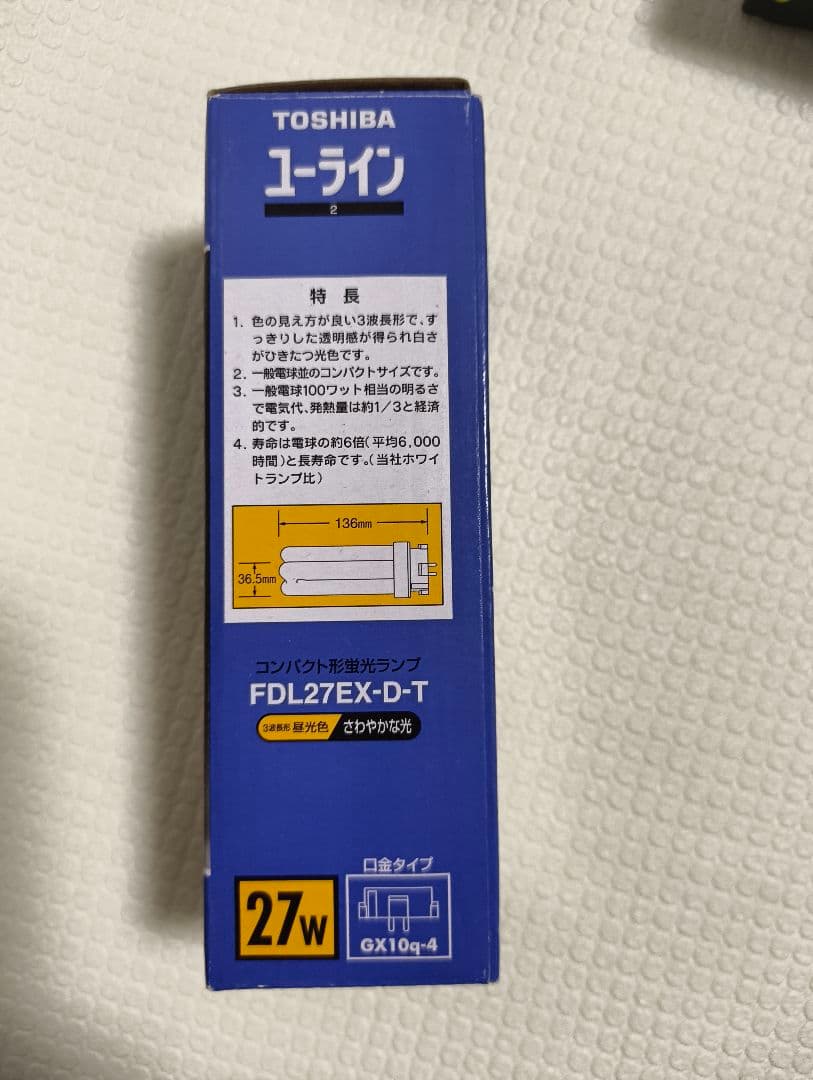 TOSHIBA
ユーライン
2
特 長
1. 色の見え方が良い3波長形で、す
っきりした透明感が得られ白さ
がひきたつ光色です。
2. 一般電球並のコンパクトサイズです。
3. 一般電球100ワット相当の明るさ
で電気代、発熱量は約1/3と経済
的です。
4. 寿命は電球の約6倍(平均6,000
時間)と長寿命です。(当社ホワイ
トランプ比)
136mm
36.5mm
コンパクト形蛍光ランプ
FDL27EX-D-T
3波長形 昼光色 さわやかな光
口金タイプ
27W
GX10q-4